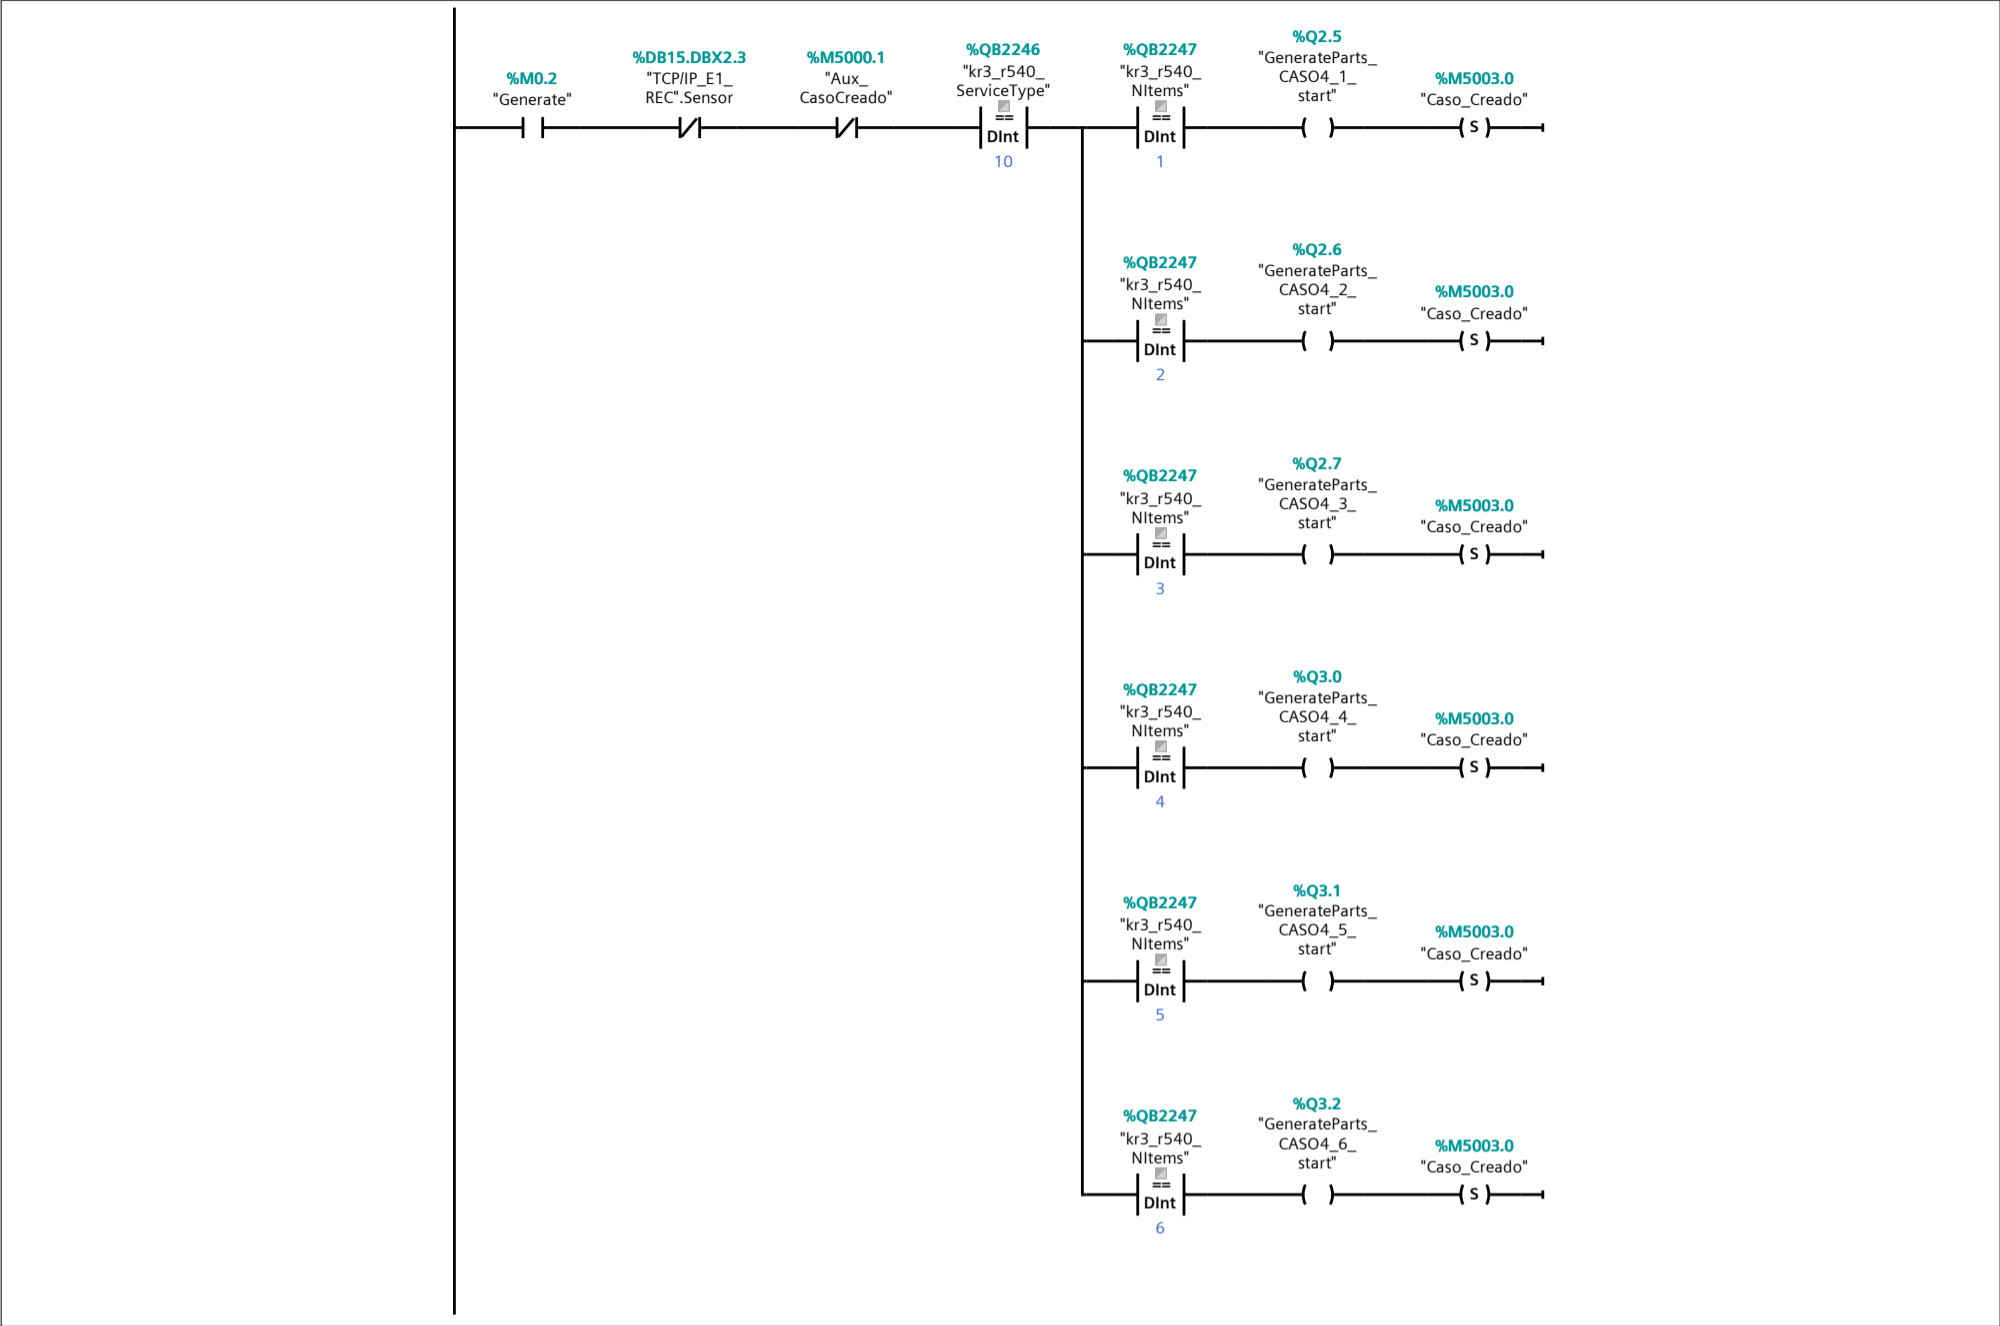 %M0.2
"Generate"
%DB15.DBX2.3
"TCP/IP_E1_
REC".Sensor
%M5000.1
"Aux_
CasoCreado"
%QB2246
"kr3_r540_
ServiceType"
==
DInt
10
%QB2247
"kr3_r540_
NItems"
==
DInt
1
%Q2.5
"GenerateParts_
CASO4_1_
start"
%M5003.0
"Caso_Creado"
S
%QB2247
"kr3_r540_
NItems"
==
DInt
2
%Q2.6
"GenerateParts_
CASO4_2_
start"
%M5003.0
"Caso_Creado"
S
%QB2247
"kr3_r540_
NItems"
==
DInt
3
%Q2.7
"GenerateParts_
CASO4_3_
start"
%M5003.0
"Caso_Creado"
S
%QB2247
"kr3_r540_
NItems"
==
DInt
4
%Q3.0
"GenerateParts_
CASO4_4_
start"
%M5003.0
"Caso_Creado"
S
%QB2247
"kr3_r540_
NItems"
==
DInt
5
%Q3.1
"GenerateParts_
CASO4_5_
start"
%M5003.0
"Caso_Creado"
S
%QB2247
"kr3_r540_
NItems"
==
DInt
6
%Q3.2
"GenerateParts_
CASO4_6_
start"
%M5003.0
"Caso_Creado"
S